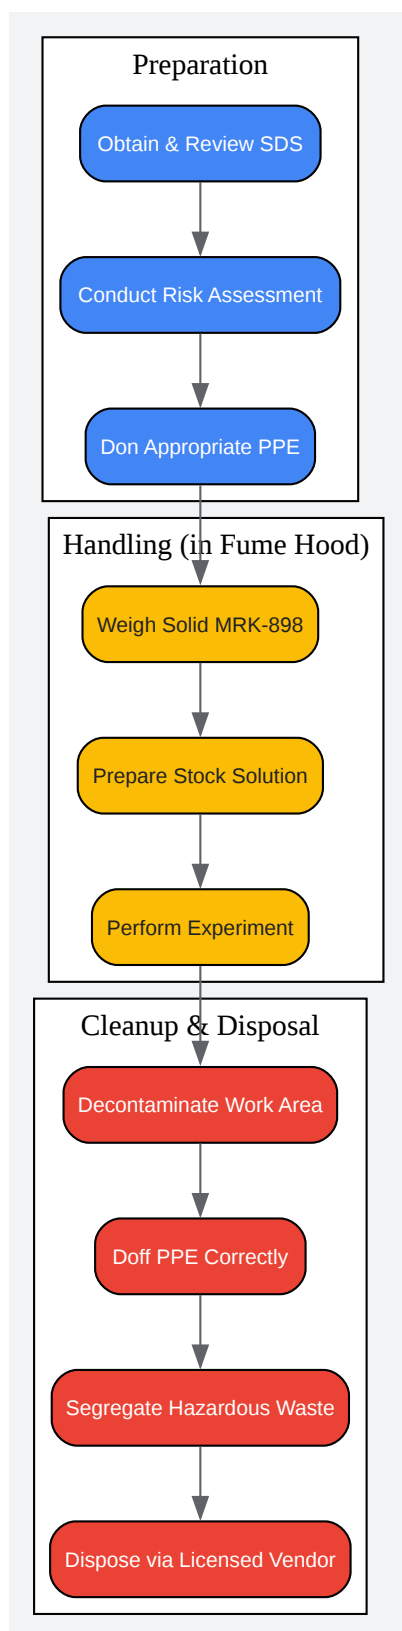 Preparation
Obtain & Review SDS
Conduct Risk Assessment
Don Appropriate PPE
Handling (in Fume Hood)
Weigh Solid MRK-898
Prepare Stock Solution
Perform Experiment
Cleanup & Disposal
Decontaminate Work Area
Doff PPE Correctly
Segregate Hazardous Waste
Dispose via Licensed Vendor